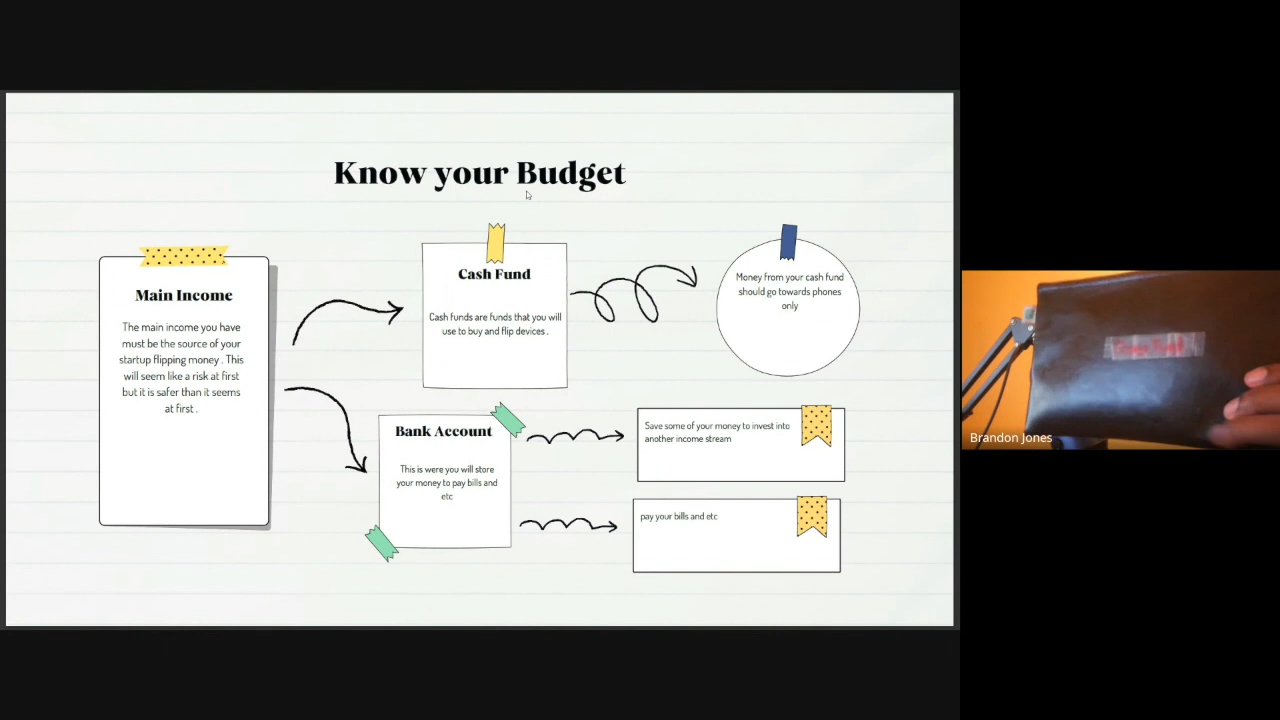 Know your Budget
Main Income
The main income you have
must be the source of your
startup flipping money . This
will seem like a risk at first
but it is safer than it seems
at first .
Cash Fund
Cash funds are funds that you will
use to buy and flip devices .
Money from your cash fund
should go towards phones
only
Bank Account
This is were you will store
your money to pay bills and
etc
Save some of your money to invest into
another income stream
pay your bills and etc
Brandon Jones